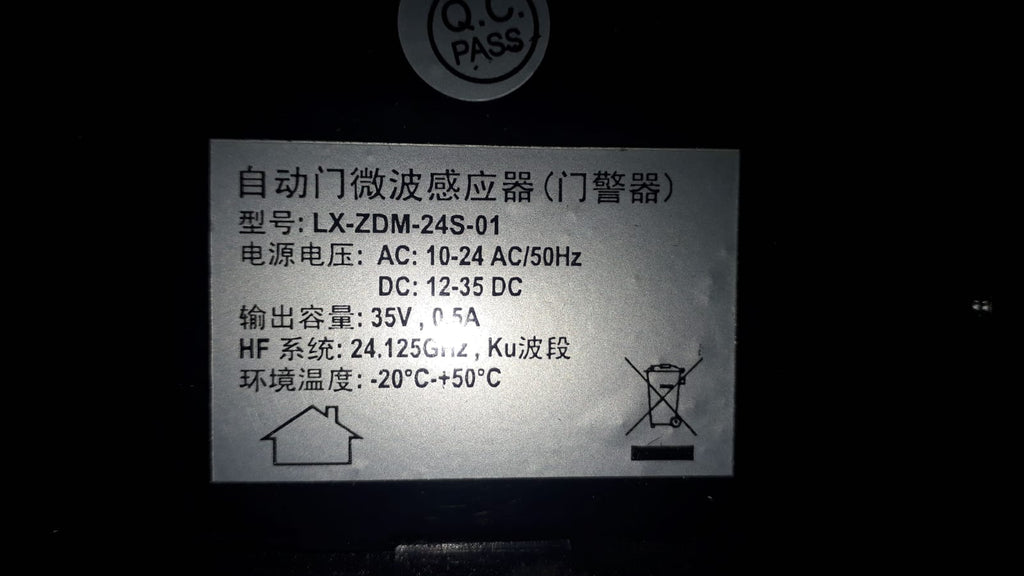 Q.C.
PASS
自动门微波感应器(门警器)
型号: LX-ZDM-24S-01
电源电压: AC: 10-24 AC/50Hz
DC: 12-35 DC
输出容量: 35V , 0.5A
HF 系统: 24.125GHz , Ku波段
环境温度: -20°C-+50°C